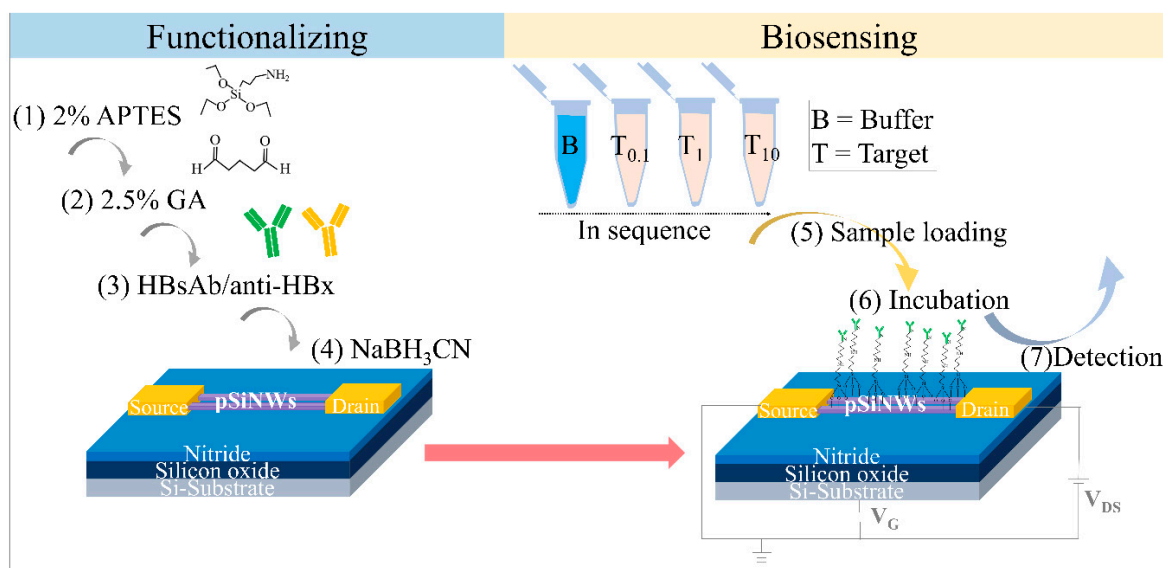 Functionalizing
Biosensing
(1) 2% APTES
O
O
O
Si
NH₂
O
O
H
H
(2) 2.5% GA
(3) HBsAb/anti-HBx
(4) NaBH₃CN
Source
pSiNWs
Drain
Nitride
Silicon oxide
Si-Substrate
B
T₀.₁
T₁
T₁₀
B = Buffer
T = Target
In sequence
(5) Sample loading
(6) Incubation
(7)Detection
Source
pSiNWs
Drain
Nitride
Silicon oxide
Si-Substrate
V_G
V_DS